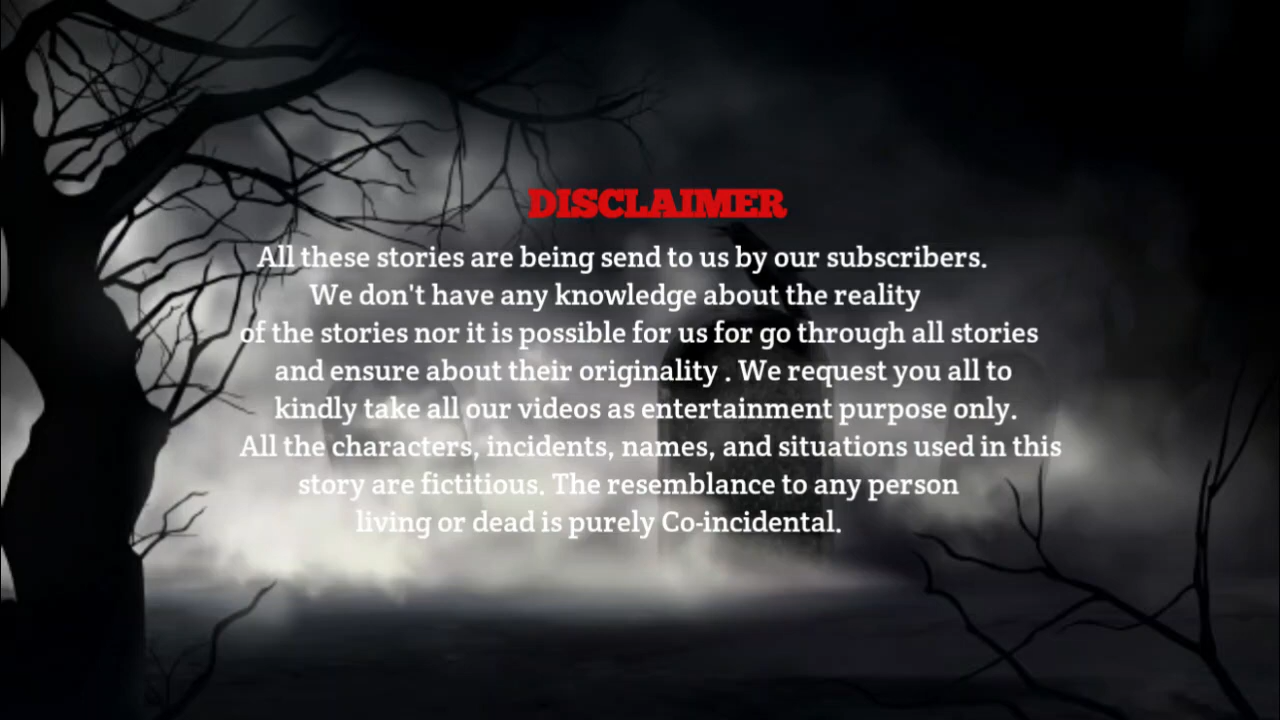 DISCLAIMER
All these stories are being send to us by our subscribers.
We don't have any knowledge about the reality
of the stories nor it is possible for us for go through all stories
and ensure about their originality . We request you all to
kindly take all our videos as entertainment purpose only.
All the characters, incidents, names, and situations used in this
story are fictitious. The resemblance to any person
living or dead is purely Co-incidental.